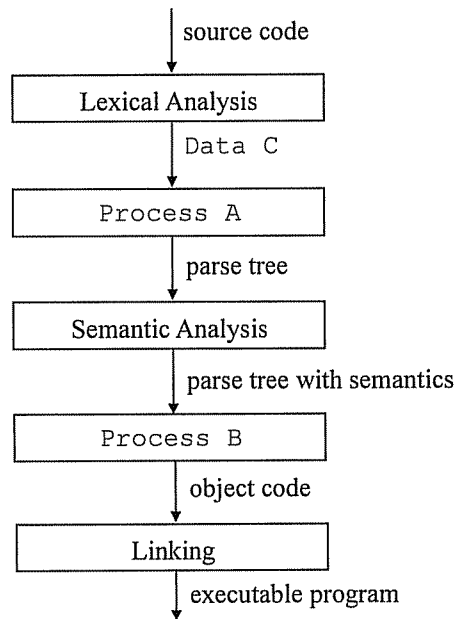 source code
Lexical Analysis
Data C
Process A
parse tree
Semantic Analysis
parse tree with semantics
Process B
object code
Linking
executable program